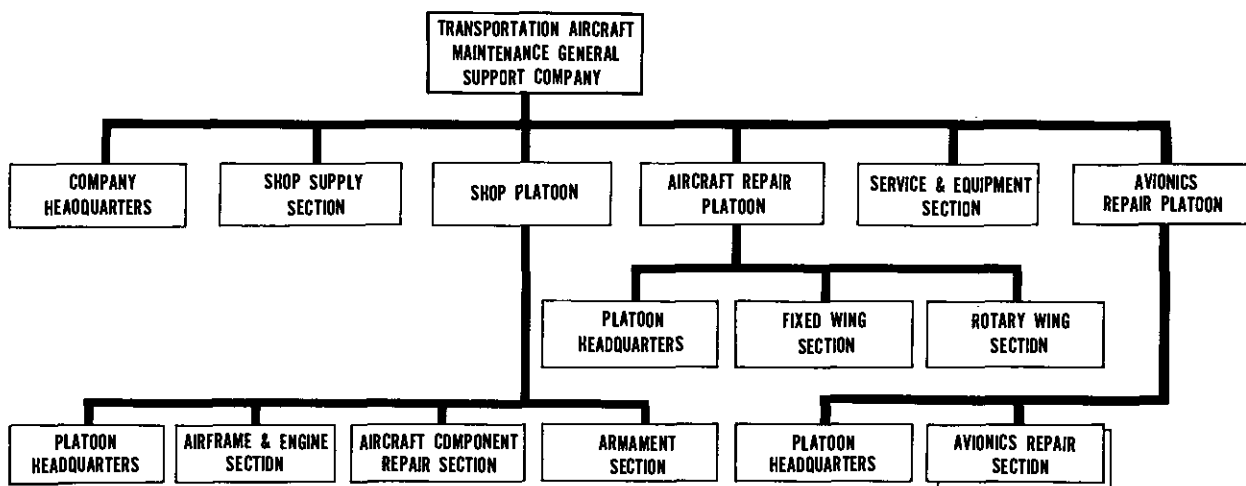 TRANSPORTATION AIRCRAFT
MAINTENANCE GENERAL
SUPPORT COMPANY
COMPANY
HEADQUARTERS
SHOP SUPPLY
SECTION
SHOP PLATOON
AIRCRAFT REPAIR
PLATOON
SERVICE & EQUIPMENT
SECTION
AVIONICS
REPAIR PLATOON
PLATOON
HEADQUARTERS
FIXED WING
SECTION
ROTARY WING
SECTION
PLATOON
HEADQUARTERS
AIRFRAME & ENGINE
SECTION
AIRCRAFT COMPONENT
REPAIR SECTION
ARMAMENT
SECTION
PLATOON
HEADQUARTERS
AVIONICS REPAIR
SECTION